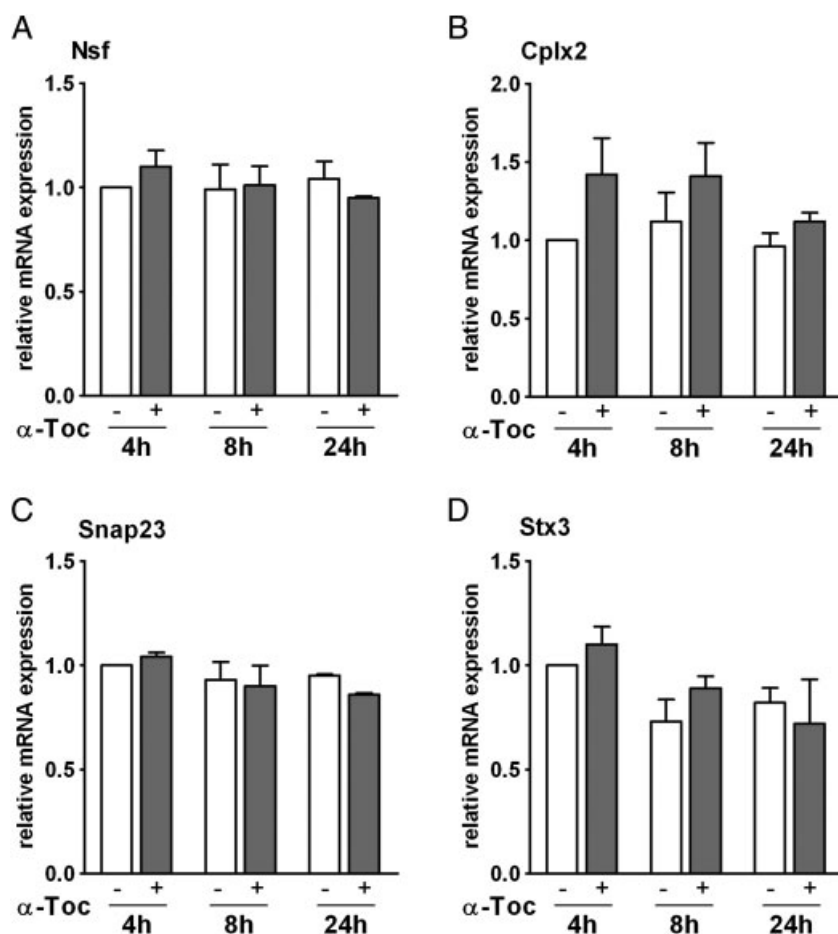 A
Nsf
relative mRNA expression
1.5
1.0
0.5
0.0
- + - + - +
α-Toc
4h 8h 24h
B
Cplx2
relative mRNA expression
2.0
1.5
1.0
0.5
0.0
- + - + - +
α-Toc
4h 8h 24h
C
Snap23
relative mRNA expression
1.5
1.0
0.5
0.0
- + - + - +
α-Toc
4h 8h 24h
D
Stx3
relative mRNA expression
1.5
1.0
0.5
0.0
- + - + - +
α-Toc
4h 8h 24h